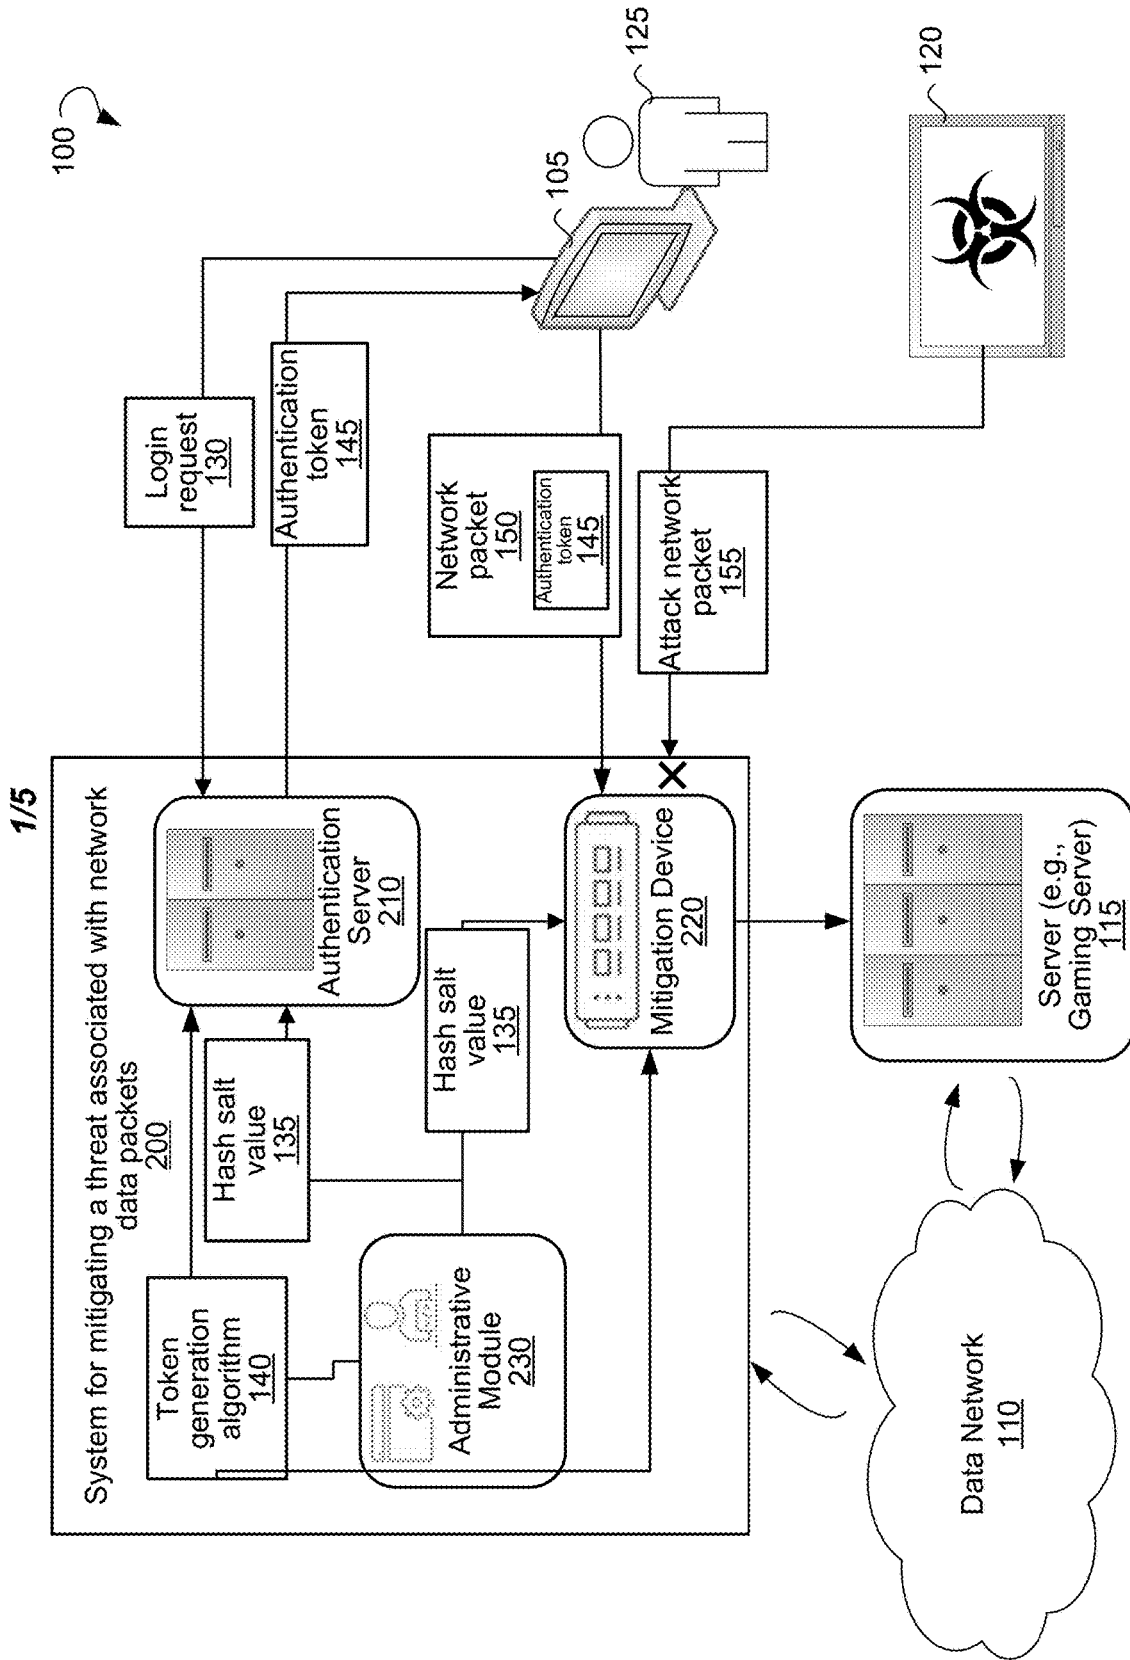 1/5
100
System for mitigating a threat associated with network
data packets
200
Token
generation
algorithm
140
Hash salt
value
135
Authentication
Server
210
Login
request
130
Authentication
token
145
Administrative
Module
230
Hash salt
value
135
Mitigation Device
220
Network
packet
150
Authentication
token
145
Attack network
packet
155
105
125
120
Data Network
110
Server (e.g.,
Gaming Server)
115